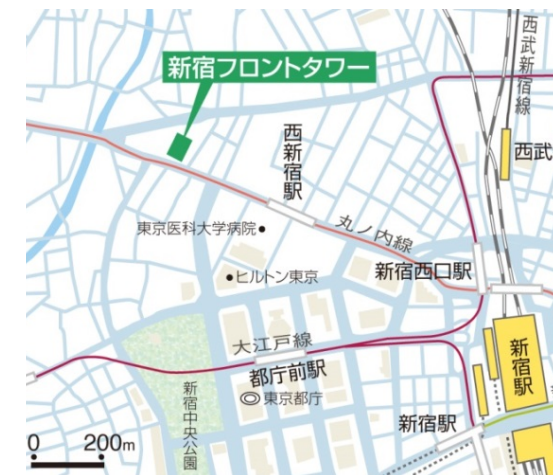 西武新宿線
新宿フロントタワー
西新宿駅
西武
東京医科大学病院
丸ノ内線
新宿西口駅
ヒルトン東京
大江戸線
都庁前駅
新宿駅
新宿中央公園
東京都庁
新宿駅
0 200m